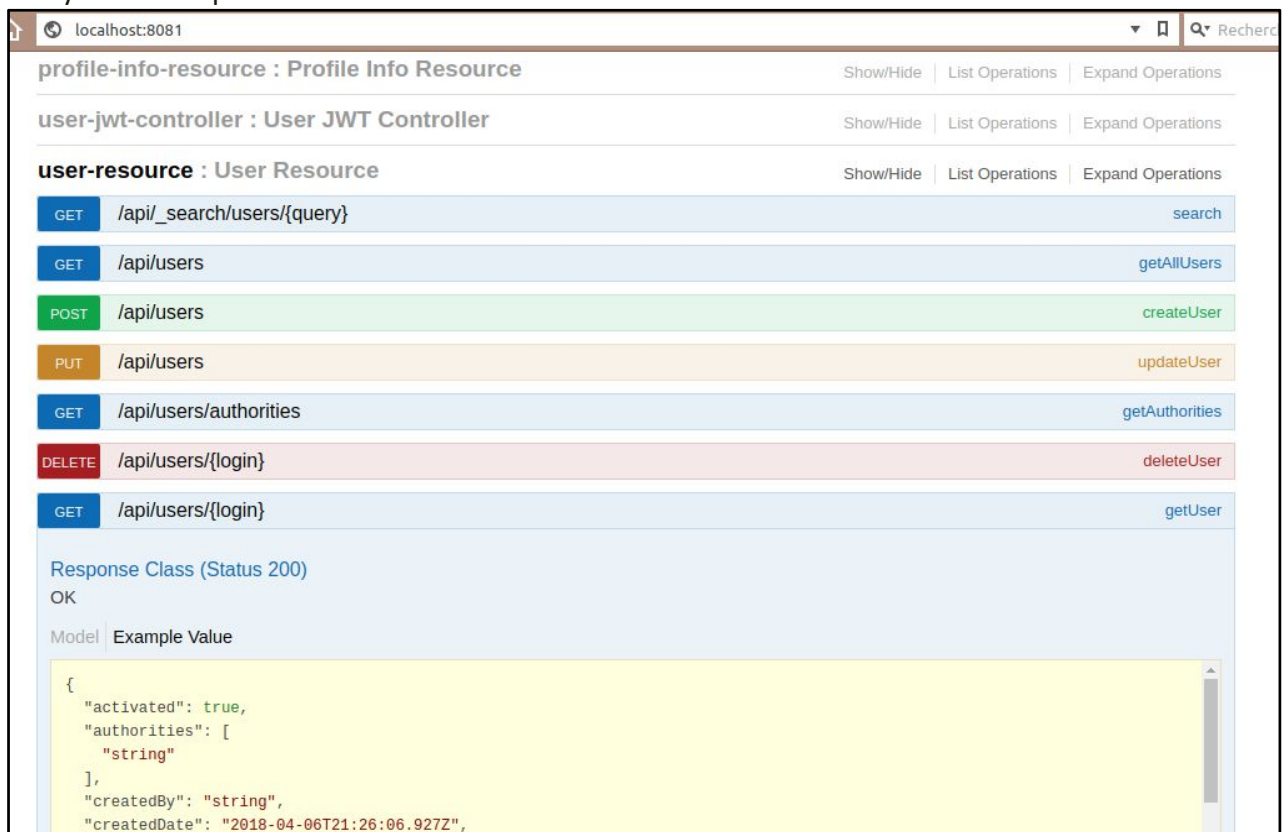 localhost:8081 Recherc
profile-info-resource : Profile Info Resource Show/Hide List Operations Expand Operations
user-jwt-controller : User JWT Controller Show/Hide List Operations Expand Operations
user-resource : User Resource Show/Hide List Operations Expand Operations
GET /api/_search/users/{query} search
GET /api/users getAllUsers
POST /api/users createUser
PUT /api/users updateUser
GET /api/users/authorities getAuthorities
DELETE /api/users/{login} deleteUser
GET /api/users/{login} getUser
Response Class (Status 200)
OK
Model Example Value
{
"activated": true,
"authorities": [
"string"
],
"createdBy": "string",
"createdDate": "2018-04-06T21:26:06.927Z",